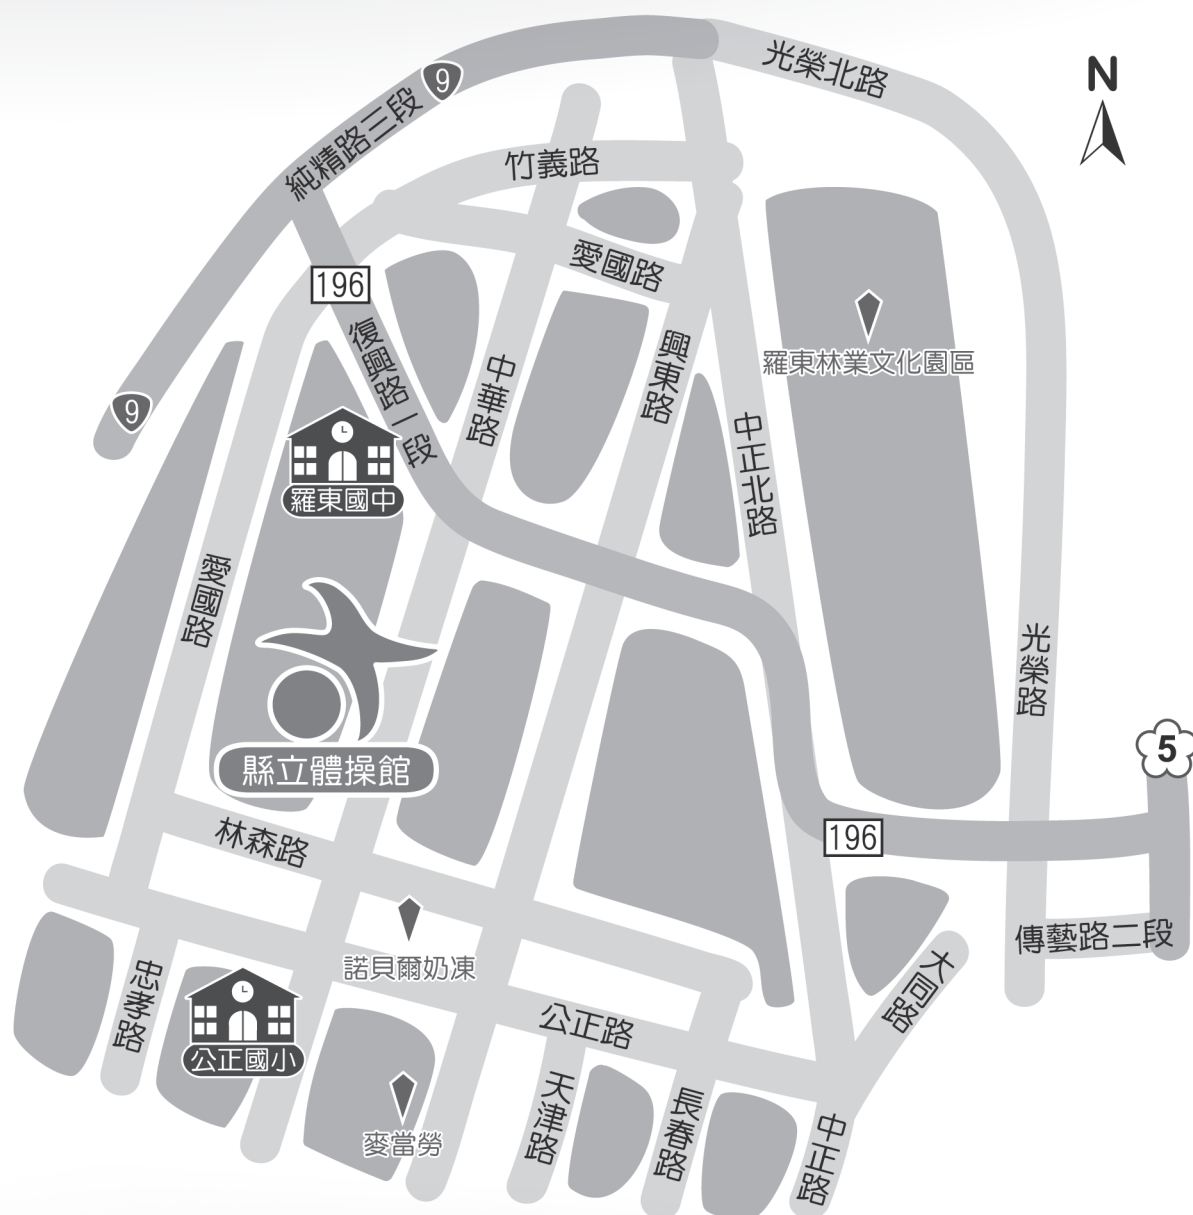 光榮北路
N
9
純精路三段
竹義路
愛國路
196
復興路一段
中華路
興東路
羅東林業文化園區
9
中正北路
羅東國中
愛國路
光榮路
5
縣立體操館
林森路
196
傳藝路二段
諾貝爾奶凍
大同路
忠孝路
公正路
公正國小
天津路
長春路
麥當勞
中正路